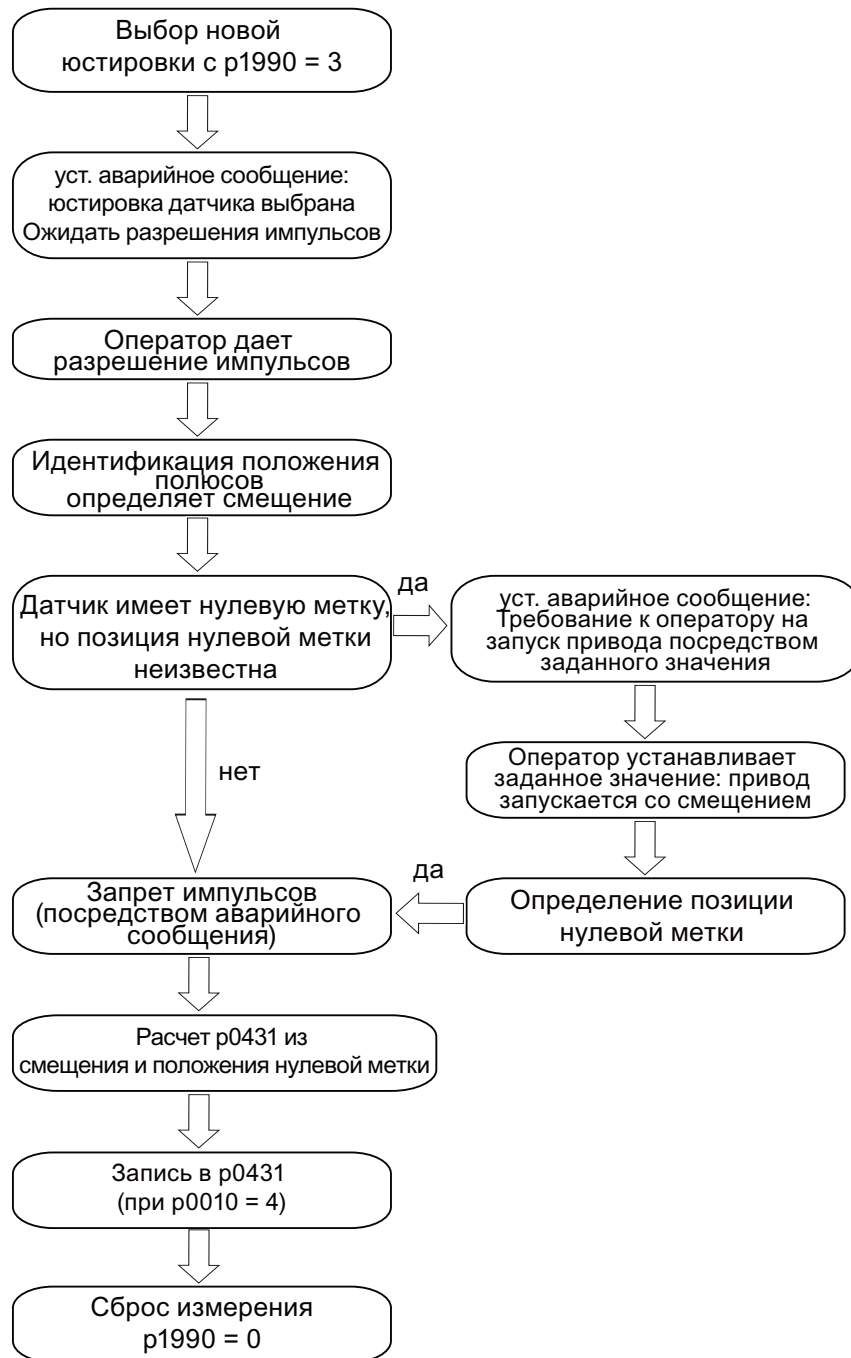 Выбор новой
юстировки с p1990 = 3
уст. аварийное сообщение:
юстировка датчика выбрана
Ожидать разрешения импульсов
Оператор дает
разрешение импульсов
Идентификация положения
полюсов
определяет смещение
Датчик имеет нулевую метку,
но позиция нулевой метки
неизвестна
да
уст. аварийное сообщение:
Требование к оператору на
запуск привода посредством
заданного значения
Оператор устанавливает
заданное значение: привод
запускается со смещением
нет
Определение позиции
нулевой метки
да
Запрет импульсов
(посредством аварийного
сообщения)
Расчет p0431 из
смещения и положения нулевой метки
Запись в p0431
(при p0010 = 4)
Сброс измерения
p1990 = 0